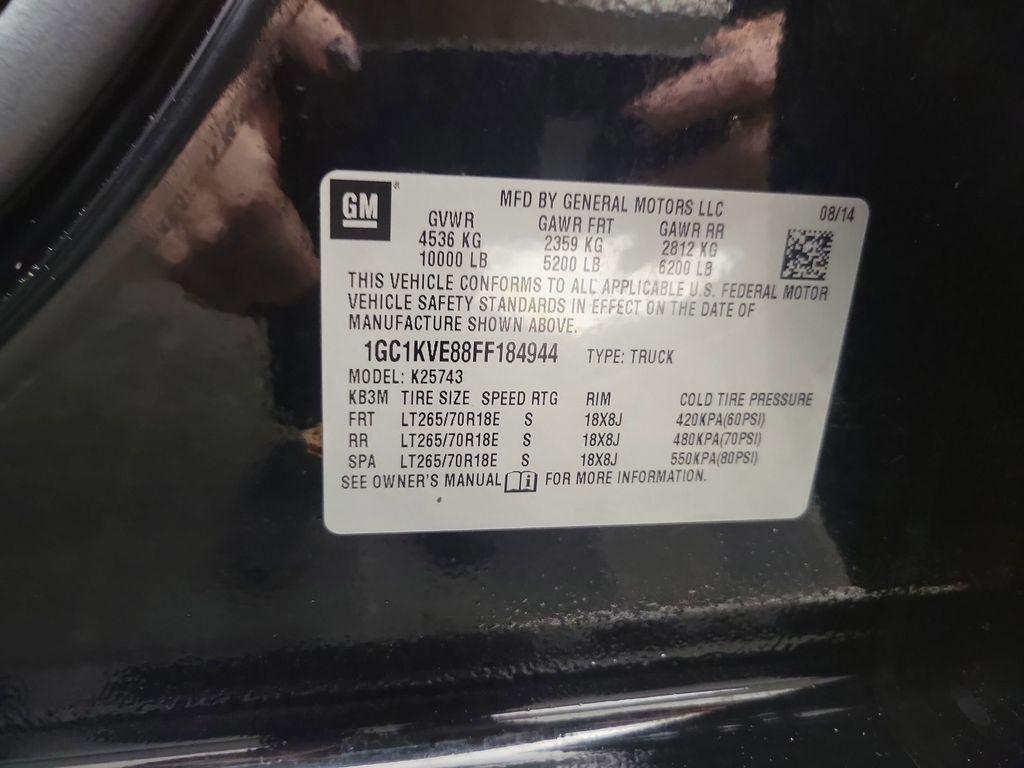 GM ®
MFD BY GENERAL MOTORS LLC 08/14
GVWR GAWR FRT GAWR RR
4536 KG 2359 KG 2812 KG
10000 LB 5200 LB 6200 LB
THIS VEHICLE CONFORMS TO ALL APPLICABLE U.S. FEDERAL MOTOR
VEHICLE SAFETY STANDARDS IN EFFECT ON THE DATE OF
MANUFACTURE SHOWN ABOVE.
1GC1KVE88FF184944 TYPE: TRUCK
MODEL: K25743
KB3M TIRE SIZE SPEED RTG RIM COLD TIRE PRESSURE
FRT LT265/70R18E S 18X8J 420KPA(60PSI)
RR LT265/70R18E S 18X8J 480KPA(70PSI)
SPA LT265/70R18E S 18X8J 550KPA(80PSI)
SEE OWNER'S MANUAL i FOR MORE INFORMATION.